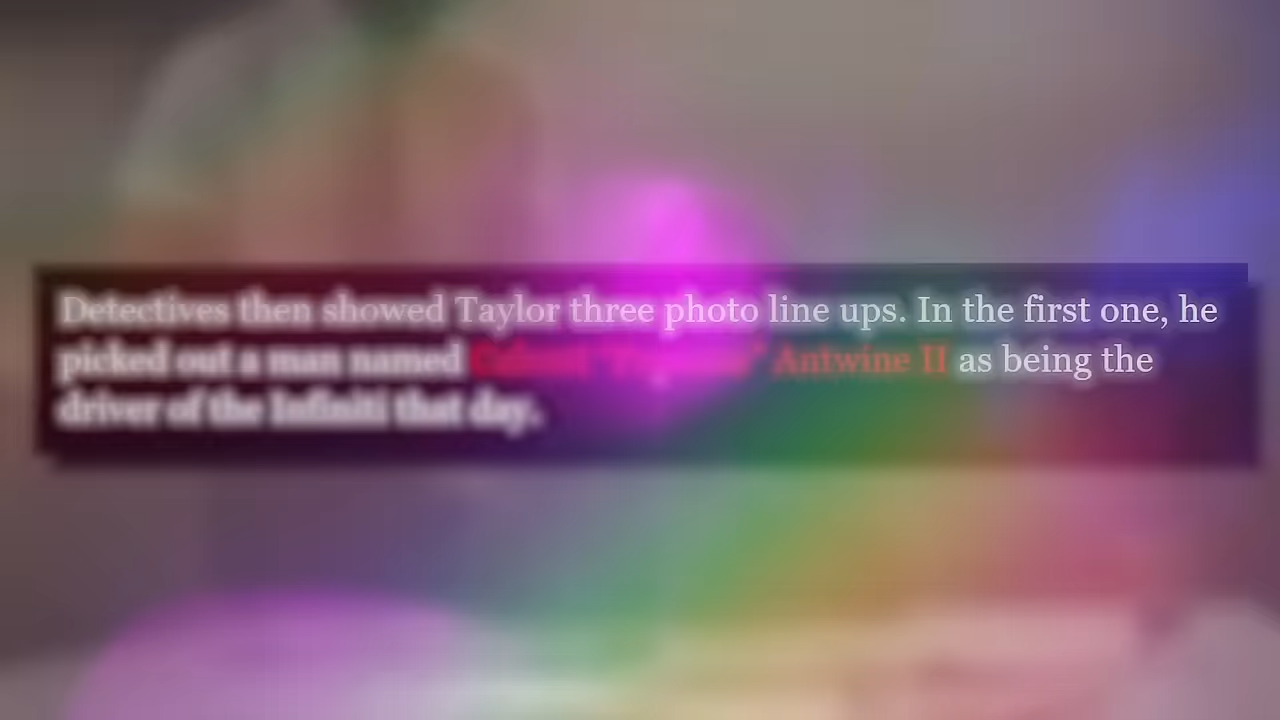 Detectives then showed Taylor three photo line ups. In the first one, he
picked out a man named Antwine II as being the
driver of the Infiniti that day.